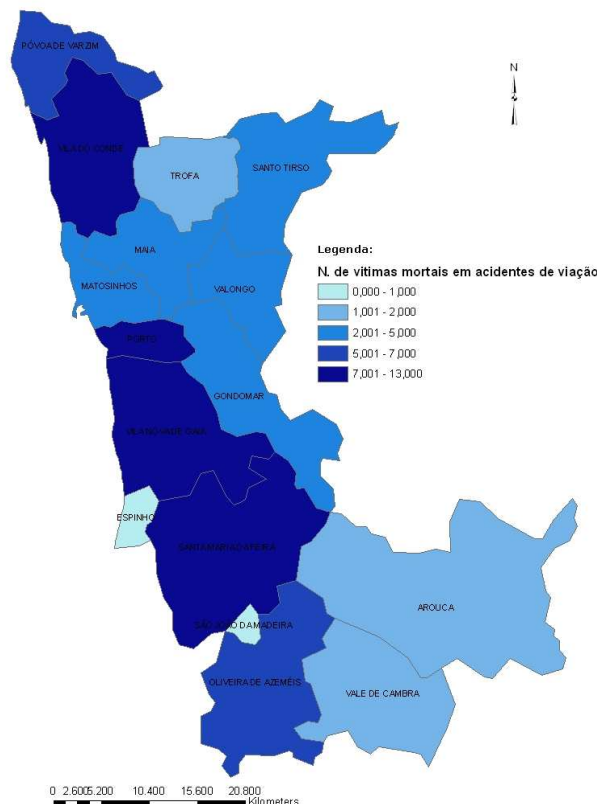 PÓVOADE VARZIM
N
VILA DO CONDE
TROFA
SANTO TIRSO
MAIA
MATOSINHOS
VALONGO
PORTO
GONDOMAR
VILA NOVA DE GAIA
ESPINHO
SANTA MARIA DA FEIRA
SÃO JOÃO DA MADEIRA
AROUCA
OLIVEIRA DE AZEMÉIS
VALE DE CAMBRA
Legenda:
N. de vitimas mortais em acidentes de viação
0,000 - 1,000
1,001 - 2,000
2,001 - 5,000
5,001 - 7,000
7,001 - 13,000
0 2.600 5.200 10.400 15.600 20.800
Kilometers